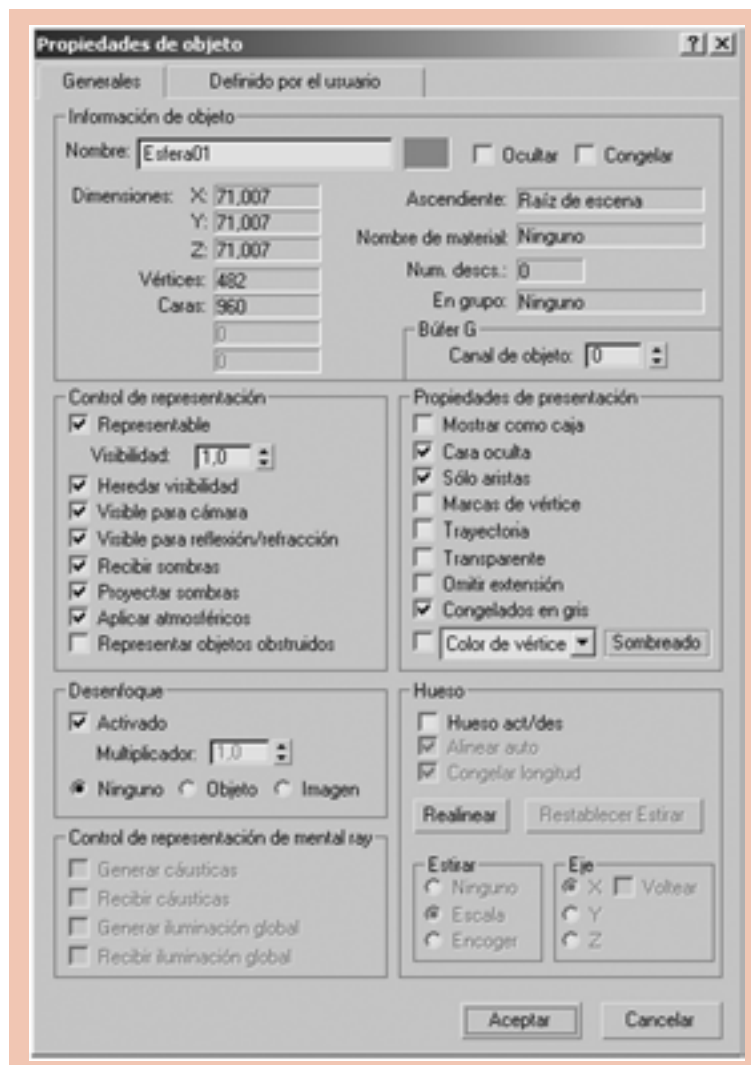 Propiedades de objeto
Generales
Definido por el usuario
Información de objeto
Nombre: Esfera01
Ocultar
Congelar
Dimensiones: X: 71,007
Y: 71,007
Z: 71,007
Vértices: 482
Caras: 960
0
0
Ascendiente: Raíz de escena
Nombre de material: Ninguno
Num. descs.: 0
En grupo: Ninguno
Búfer G
Canal de objeto: 0
Control de representación
Representable
Visibilidad: 1,0
Heredar visibilidad
Visible para cámara
Visible para reflexión/refracción
Recibir sombras
Proyectar sombras
Aplicar atmosféricos
Representar objetos obstruidos
Propiedades de presentación
Mostrar como caja
Cara oculta
Sólo aristas
Marcas de vértice
Trayectoria
Transparente
Omitir extensión
Congelados en gris
Color de vértice
Sombreado
Desenfoque
Activado
Multiplicador: 1,0
Ninguno
Objeto
Imagen
Control de representación de mental ray
Generar cáusticas
Recibir cáusticas
Generar iluminación global
Recibir iluminación global
Hueso
Hueso act/des
Alinear auto
Congelar longitud
Realinear
Restablecer Estirar
Estirar
Ninguno
Escala
Encoger
Eje
X
Voltear
Y
Z
Aceptar
Cancelar